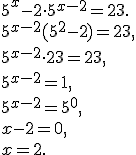 5^x − 2·5^{x−2} = 23.
5^{x−2}(5^2 − 2) = 23,
5^{x−2}·23 = 23,
5^{x−2} = 1,
5^{x−2} = 5^0,
x − 2 = 0,
x = 2.